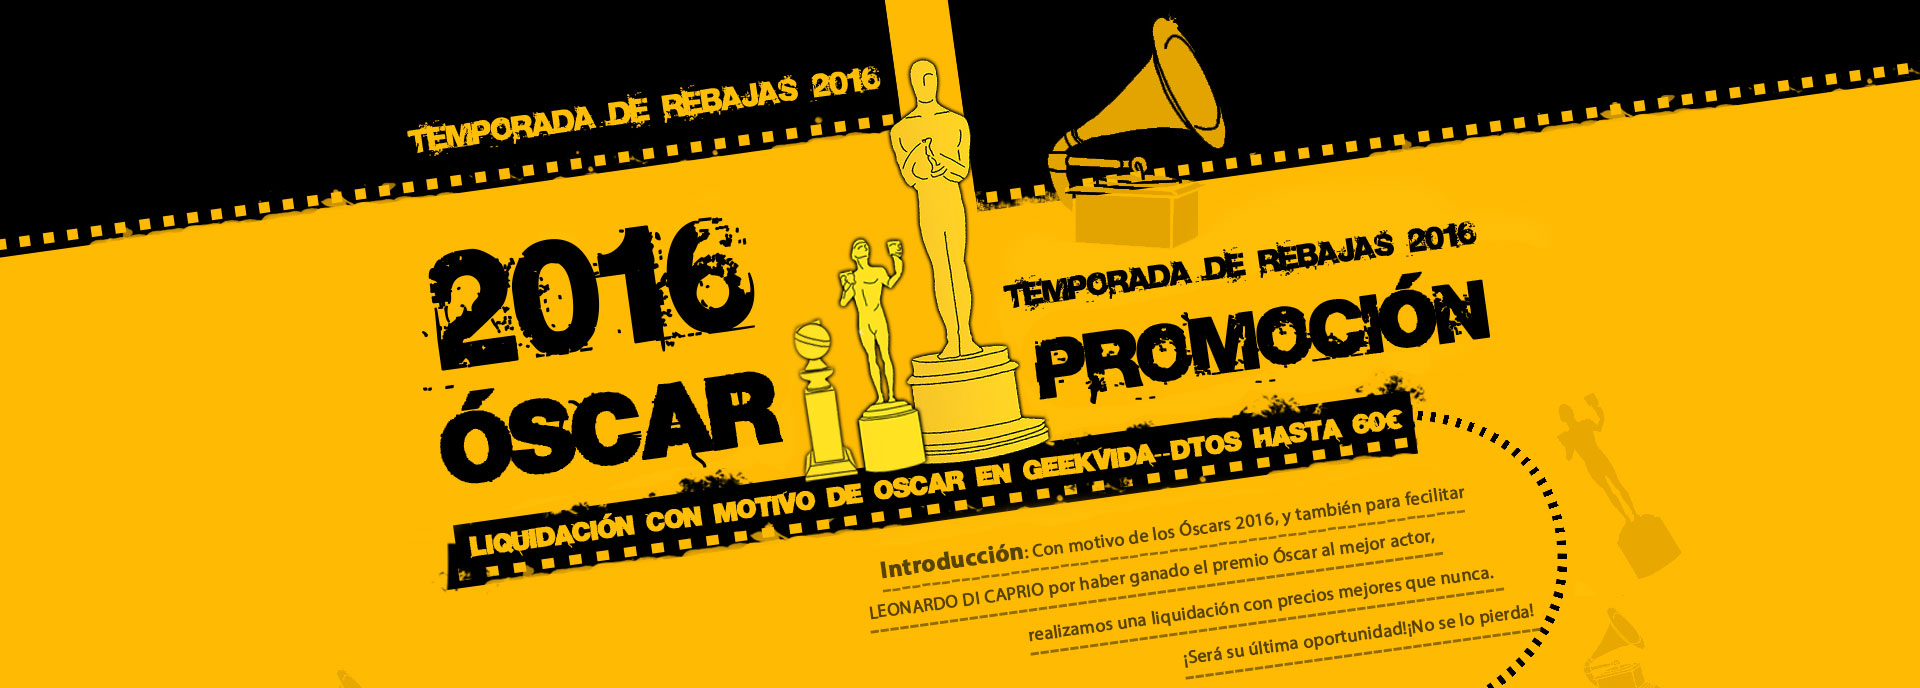 TEMPORADA DE REBAJAS 2016
2016
ÓSCAR
TEMPORADA DE REBAJAS 2016
PROMOCIÓN
LIQUIDACIÓN CON MOTIVO DE OSCAR EN GEEKVIDA--DTOS HASTA 60€
Introducción: Con motivo de los Óscars 2016, y también para fecilitar
LEONARDO DI CAPRIO por haber ganado el premio Óscar al mejor actor,
realizamos una liquidación con precios mejores que nunca.
¡Será su última oportunidad!¡No se lo pierda!